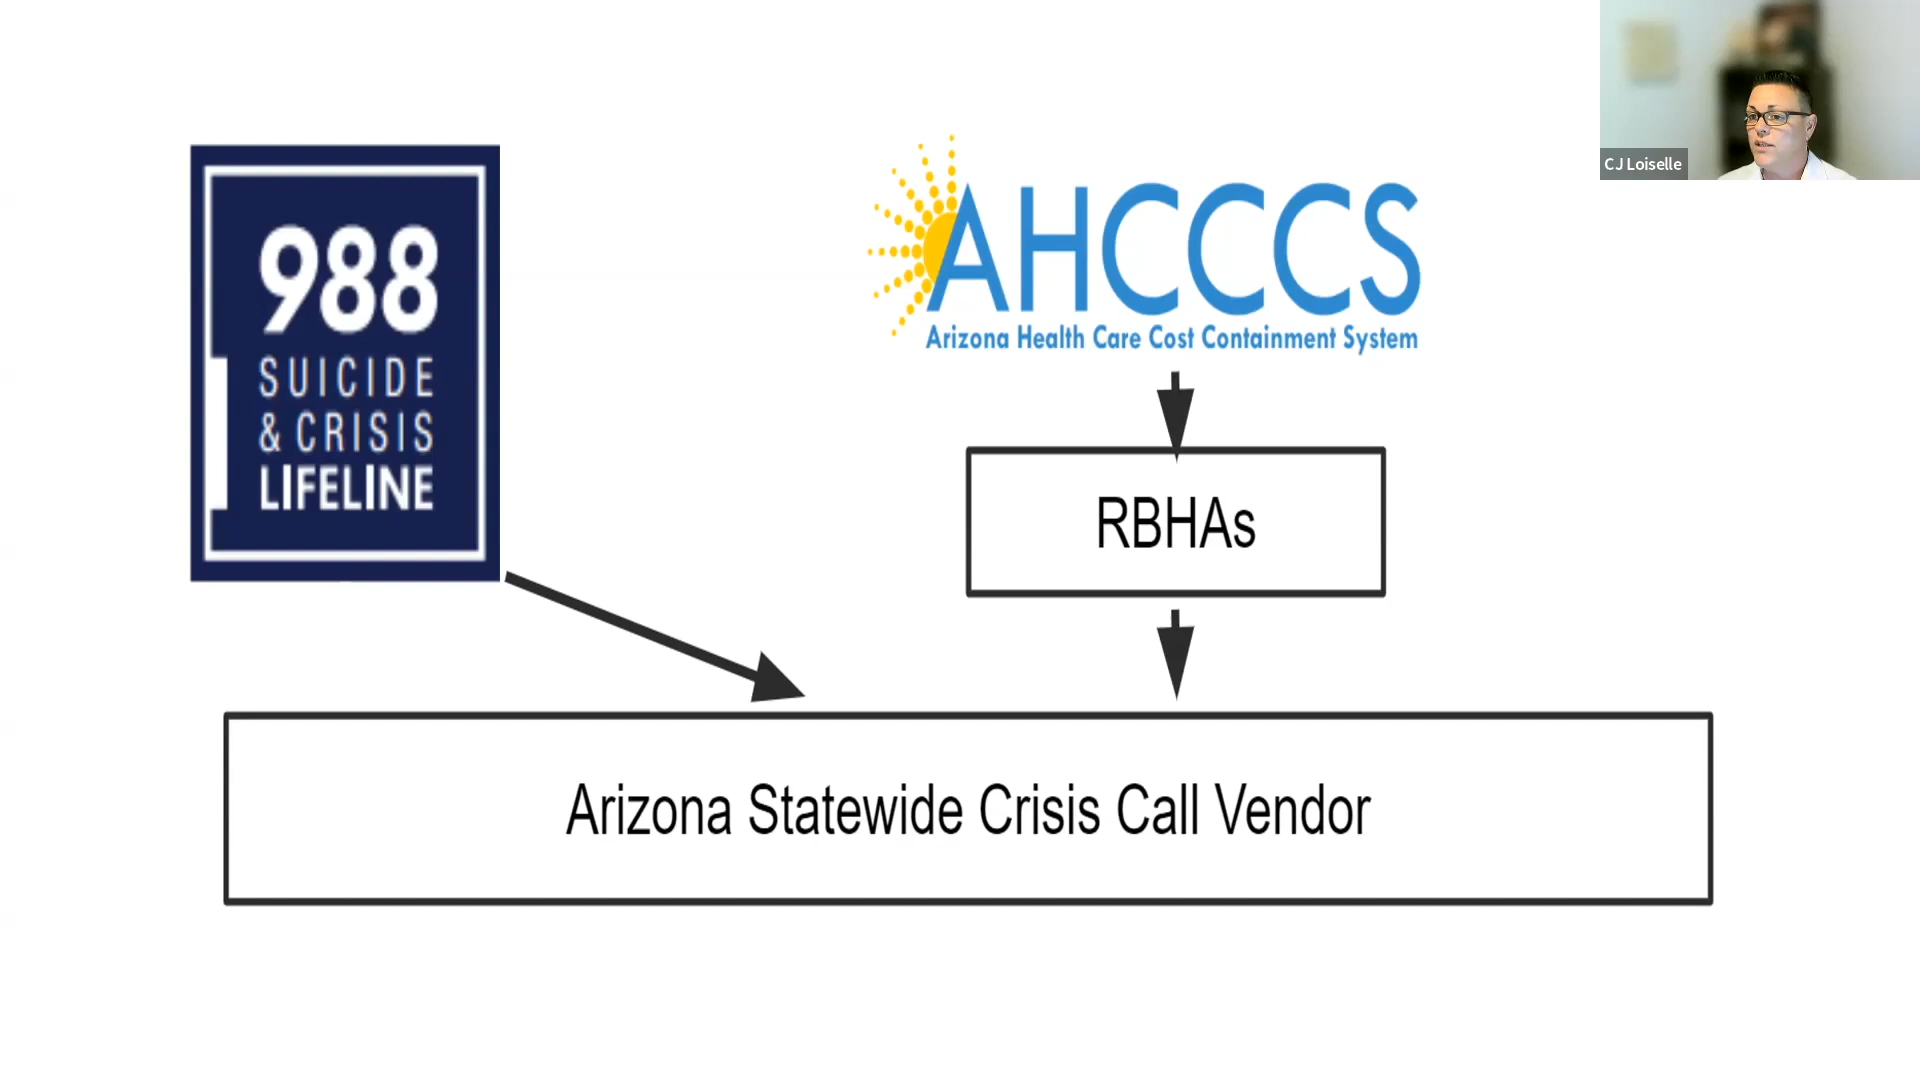 988
SUICIDE
& CRISIS
LIFELINE
AHCCCS
Arizona Health Care Cost Containment System
CJ Loiselle
RBHAs
Arizona Statewide Crisis Call Vendor